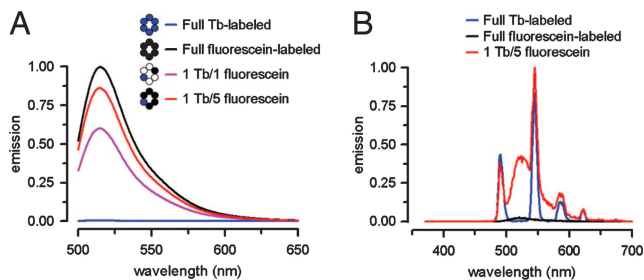 A
Full Tb-labeled
Full fluorescein-labeled
1 Tb/1 fluorescein
1 Tb/5 fluorescein
emission
1.00
0.75
0.50
0.25
0.00
500 550 600 650
wavelength (nm)
B
Full Tb-labeled
Full fluorescein-labeled
1 Tb/5 fluorescein
emission
1.00
0.75
0.50
0.25
0.00
400 500 600 700
wavelength (nm)